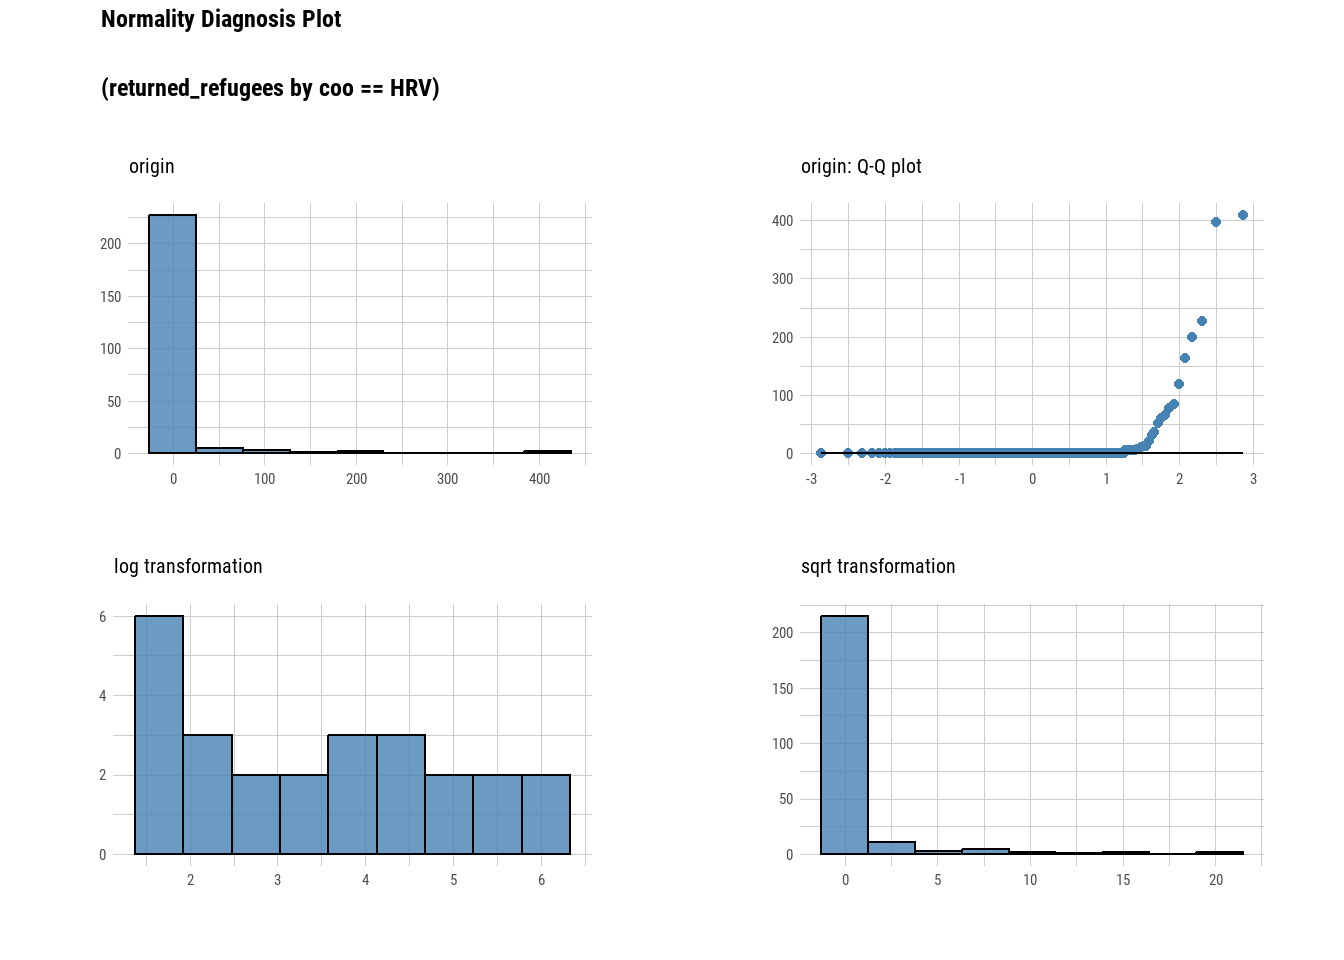 Normality Diagnosis Plot
(returned_refugees by coo == HRV)
origin
200
150
100
50
0
0 100 200 300 400
origin: Q-Q plot
400
300
200
100
0
-3 -2 -1 0 1 2 3
log transformation
6
4
2
0
2 3 4 5 6
sqrt transformation
200
150
100
50
0
0 5 10 15 20